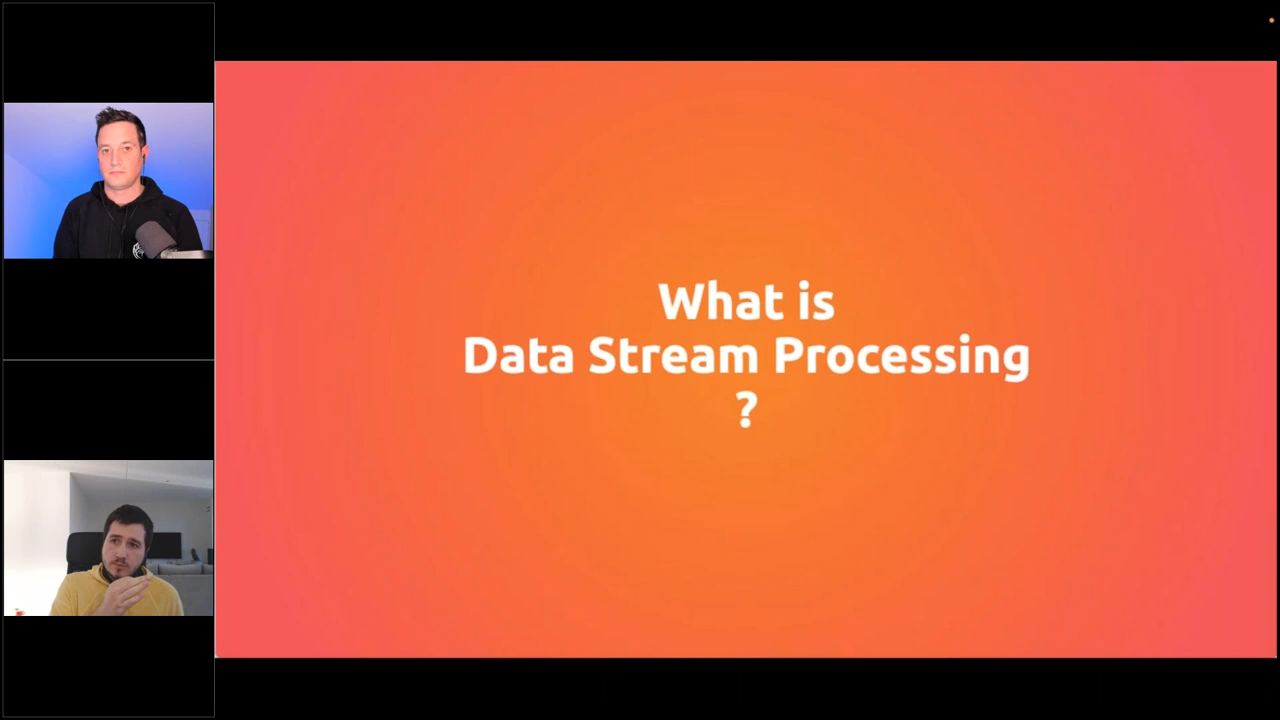 What is
Data Stream Processing
?